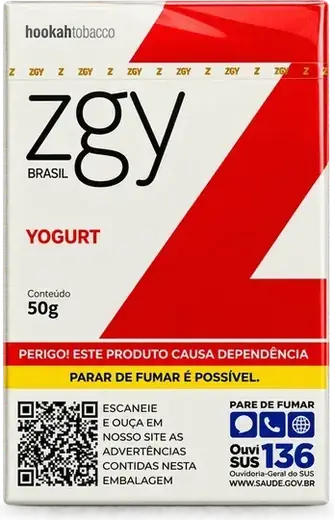 hookahtobacco
Z ZGY Z ZGY Z ZGY Z ZGY Z ZGY Z
zgy
BRASIL
YOGURT
Conteúdo
50g
PERIGO! ESTE PRODUTO CAUSA DEPENDÊNCIA
PARAR DE FUMAR É POSSÍVEL.
ESCANEIE
E OUÇA EM
NOSSO SITE AS
ADVERTÊNCIAS
CONTIDAS NESTA
EMBALAGEM
PARE DE FUMAR
Ouvi
SUS 136
Ouvidoria-Geral do SUS
WWW.SAUDE.GOV.BR